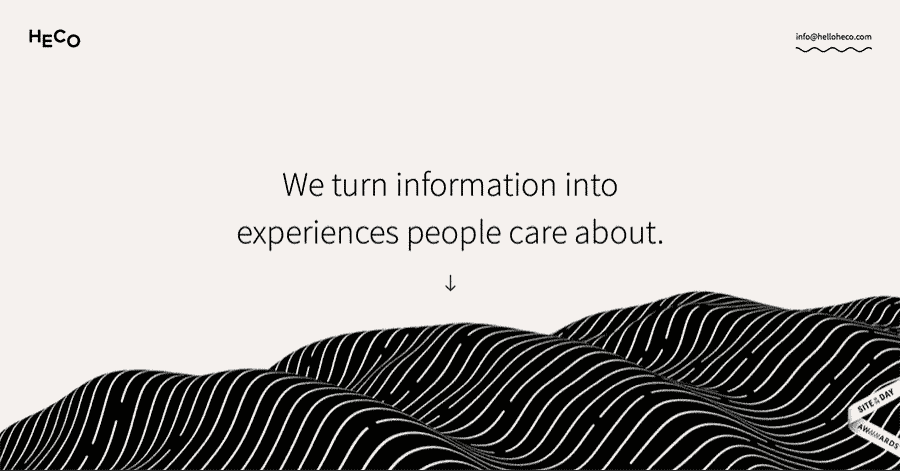 HECO
info@helloheco.com
We turn information into
experiences people care about.
SITE OF THE DAY
AWWWARDS